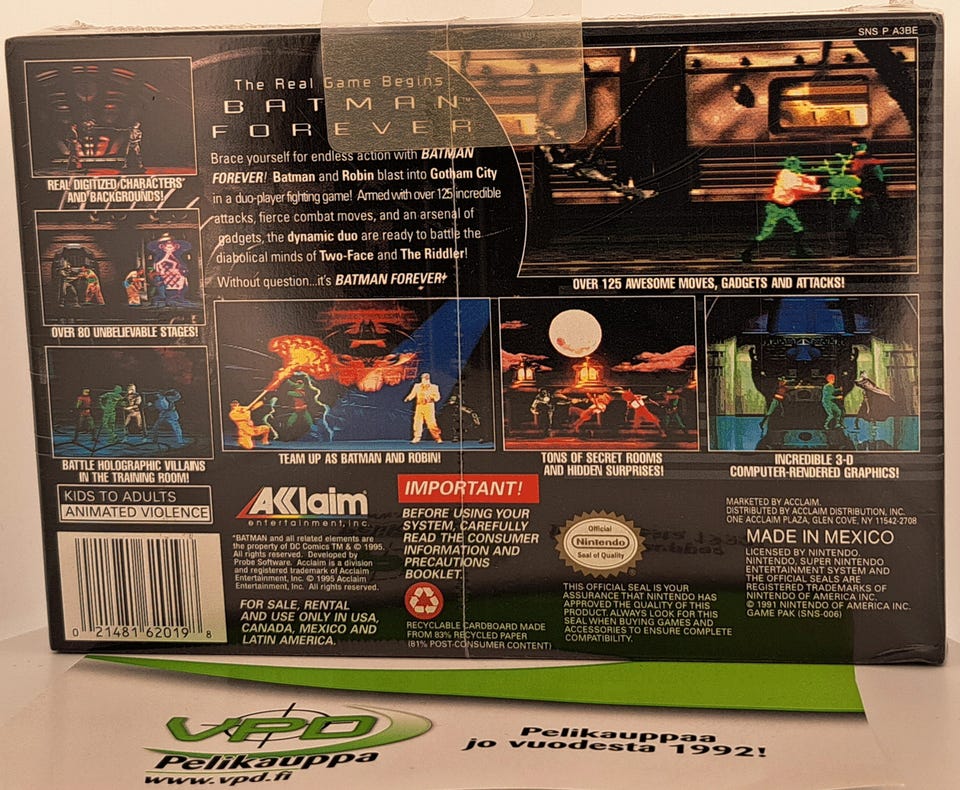 SNS P A3BE
The Real Game Begins
BATMAN™
FOREVER
Brace yourself for endless action with BATMAN
FOREVER! Batman and Robin blast into Gotham City
in a duo-player fighting game! Armed with over 125 incredible
attacks, fierce combat moves, and an arsenal of
gadgets, the dynamic duo are ready to battle the
diabolical minds of Two-Face and The Riddler!
Without question...it's BATMAN FOREVER!
REAL DIGITIZED CHARACTERS
AND BACKGROUNDS!
OVER 125 AWESOME MOVES, GADGETS AND ATTACKS!
OVER 80 UNBELIEVABLE STAGES!
BATTLE HOLOGRAPHIC VILLAINS
IN THE TRAINING ROOM!
TEAM UP AS BATMAN AND ROBIN!
TONS OF SECRET ROOMS
AND HIDDEN SURPRISES!
INCREDIBLE 3-D
COMPUTER-RENDERED GRAPHICS!
KIDS TO ADULTS
ANIMATED VIOLENCE
0 21481 62019 8
AKklaim®
entertainment, inc.
*BATMAN and all related elements are
the property of DC Comics TM & © 1995.
All rights reserved. Developed by
Probe Software. Acclaim is a division
and registered trademark of Acclaim
Entertainment, Inc. © 1995 Acclaim
Entertainment, Inc. All rights reserved.
FOR SALE, RENTAL
AND USE ONLY IN USA,
CANADA, MEXICO AND
LATIN AMERICA.
IMPORTANT!
BEFORE USING YOUR
SYSTEM, CAREFULLY
READ THE CONSUMER
INFORMATION AND
PRECAUTIONS
BOOKLET.
RECYCLABLE CARDBOARD MADE
FROM 83% RECYCLED PAPER
(81% POST-CONSUMER CONTENT)
Official
Nintendo
Seal of Quality
THIS OFFICIAL SEAL IS YOUR
ASSURANCE THAT NINTENDO HAS
APPROVED THE QUALITY OF THIS
PRODUCT. ALWAYS LOOK FOR THIS
SEAL WHEN BUYING GAMES AND
ACCESSORIES TO ENSURE COMPLETE
COMPATIBILITY.
MARKETED BY ACCLAIM.
DISTRIBUTED BY ACCLAIM DISTRIBUTION, INC.
ONE ACCLAIM PLAZA, GLEN COVE, NY 11542-2708
MADE IN MEXICO
LICENSED BY NINTENDO.
NINTENDO, SUPER NINTENDO
ENTERTAINMENT SYSTEM AND
THE OFFICIAL SEALS ARE
REGISTERED TRADEMARKS OF
NINTENDO OF AMERICA INC.
© 1991 NINTENDO OF AMERICA INC.
GAME PAK (SNS-006)
VPD
Pelikauppa
www.vpd.fi
Pelikauppaa
jo vuodesta 1992!